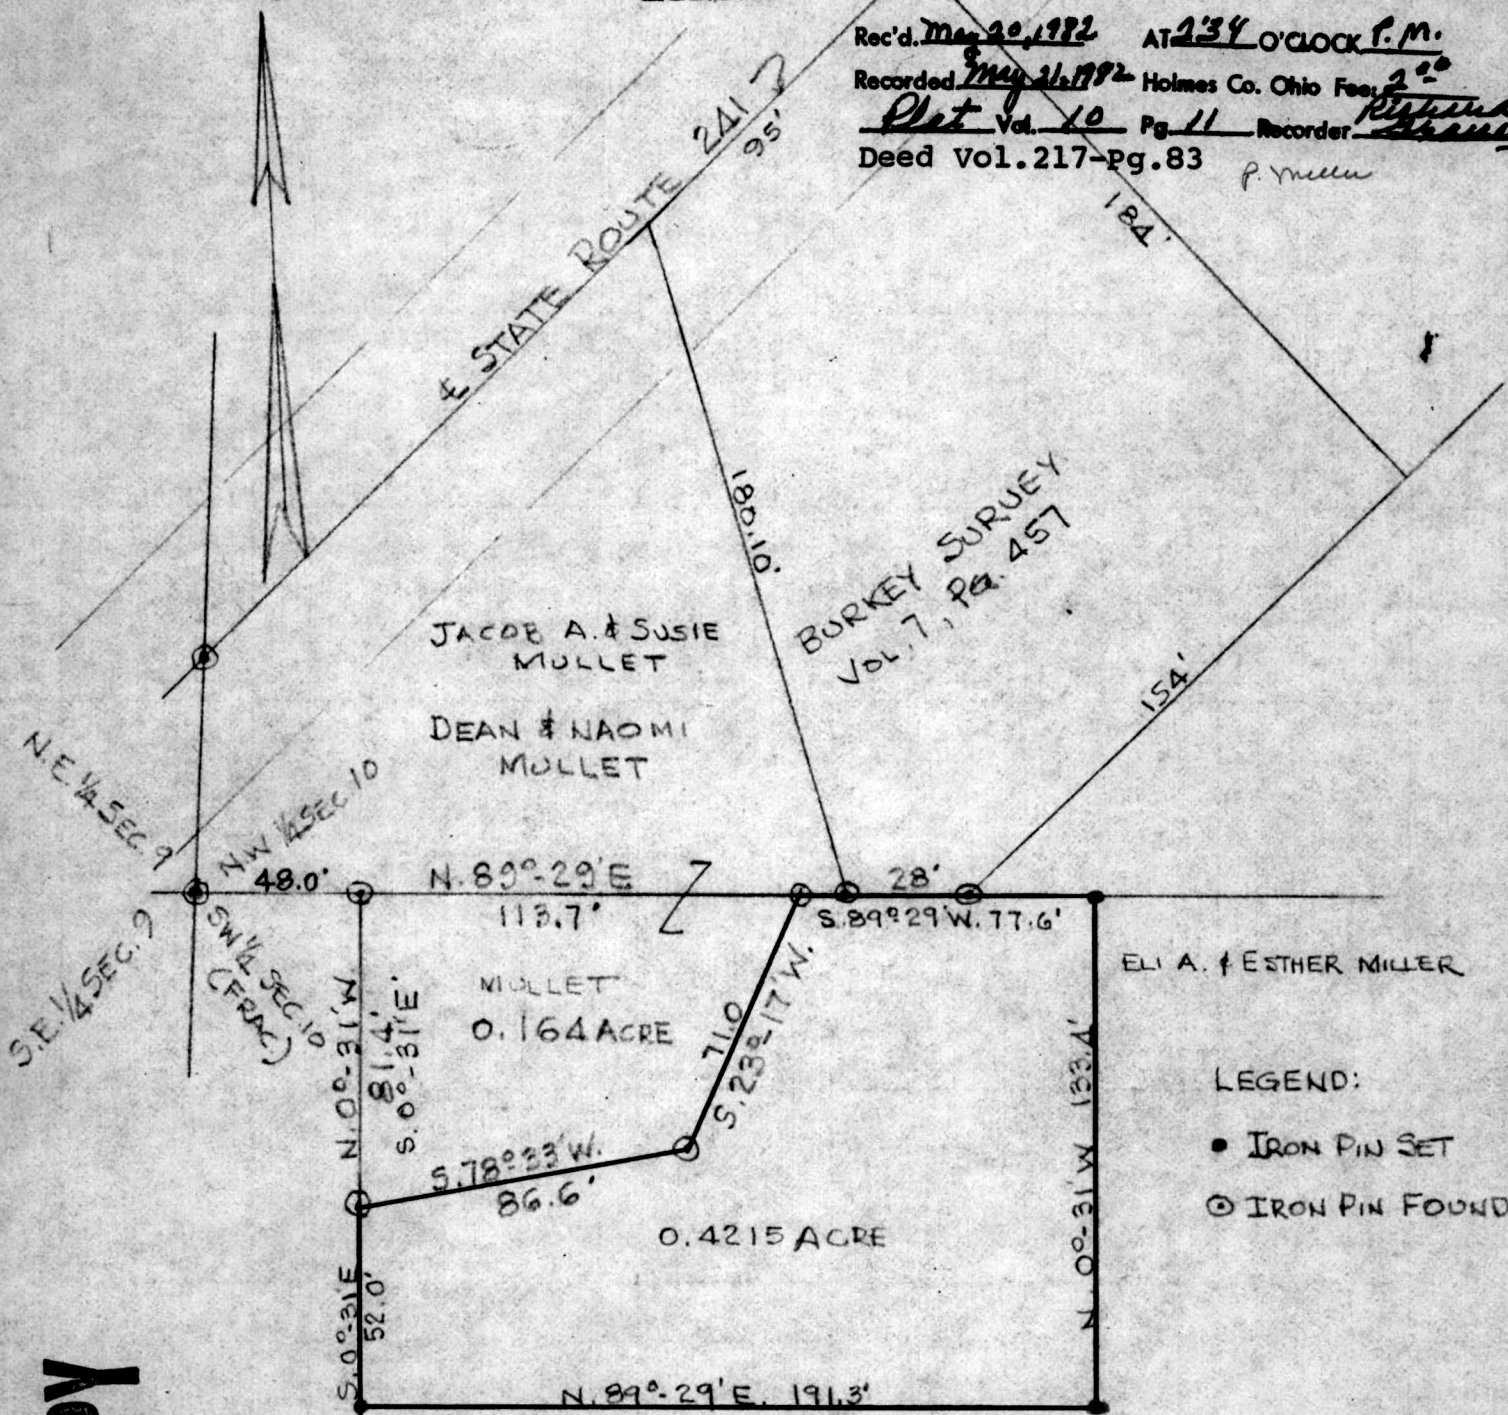 Rec'd. May 20, 1982 AT 2:34 O'CLOCK P.M.
Recorded May 21, 1982 Holmes Co. Ohio Fee: 2.00
Plat Vol. 10 Pg. 11 Recorder Richard
Deed Vol.217-Pg.83
P. Miller
℄ STATE ROUTE 241
95'
184'
180.10'
BURKEY SURVEY
VOL. 7, PG. 457
154'
JACOB A. & SUSIE
MULLET
DEAN & NAOMI
MULLET
N.E. 1/4 SEC. 9
N.W 1/4 SEC. 10
S.E. 1/4 SEC. 9
SW 1/4 SEC. 10
(FRAC.)
48.0'
N. 89°-29'E
113.7'
28'
S. 89°29'W. 77.6'
ELI A. & ESTHER MILLER
MULLET
0.164 ACRE
N. 0°-31'W
81.4'
S. 0°-31'E
71.0
S. 23°-17'W.
S. 78°33'W.
86.6'
0.4215 ACRE
N. 0°-31'W 133.4'
LEGEND:
• IRON PIN SET
⊙ IRON PIN FOUND
S. 0°-31'E
52.0'
N. 89°-29'E. 191.3'